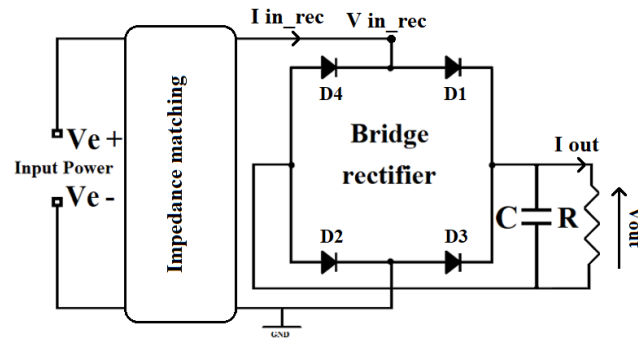 I in_rec
V in_rec
D4
D1
Ve+
Input Power
Ve-
Impedance matching
Bridge
rectifier
I out
C
R
Vout
D2
D3
GND